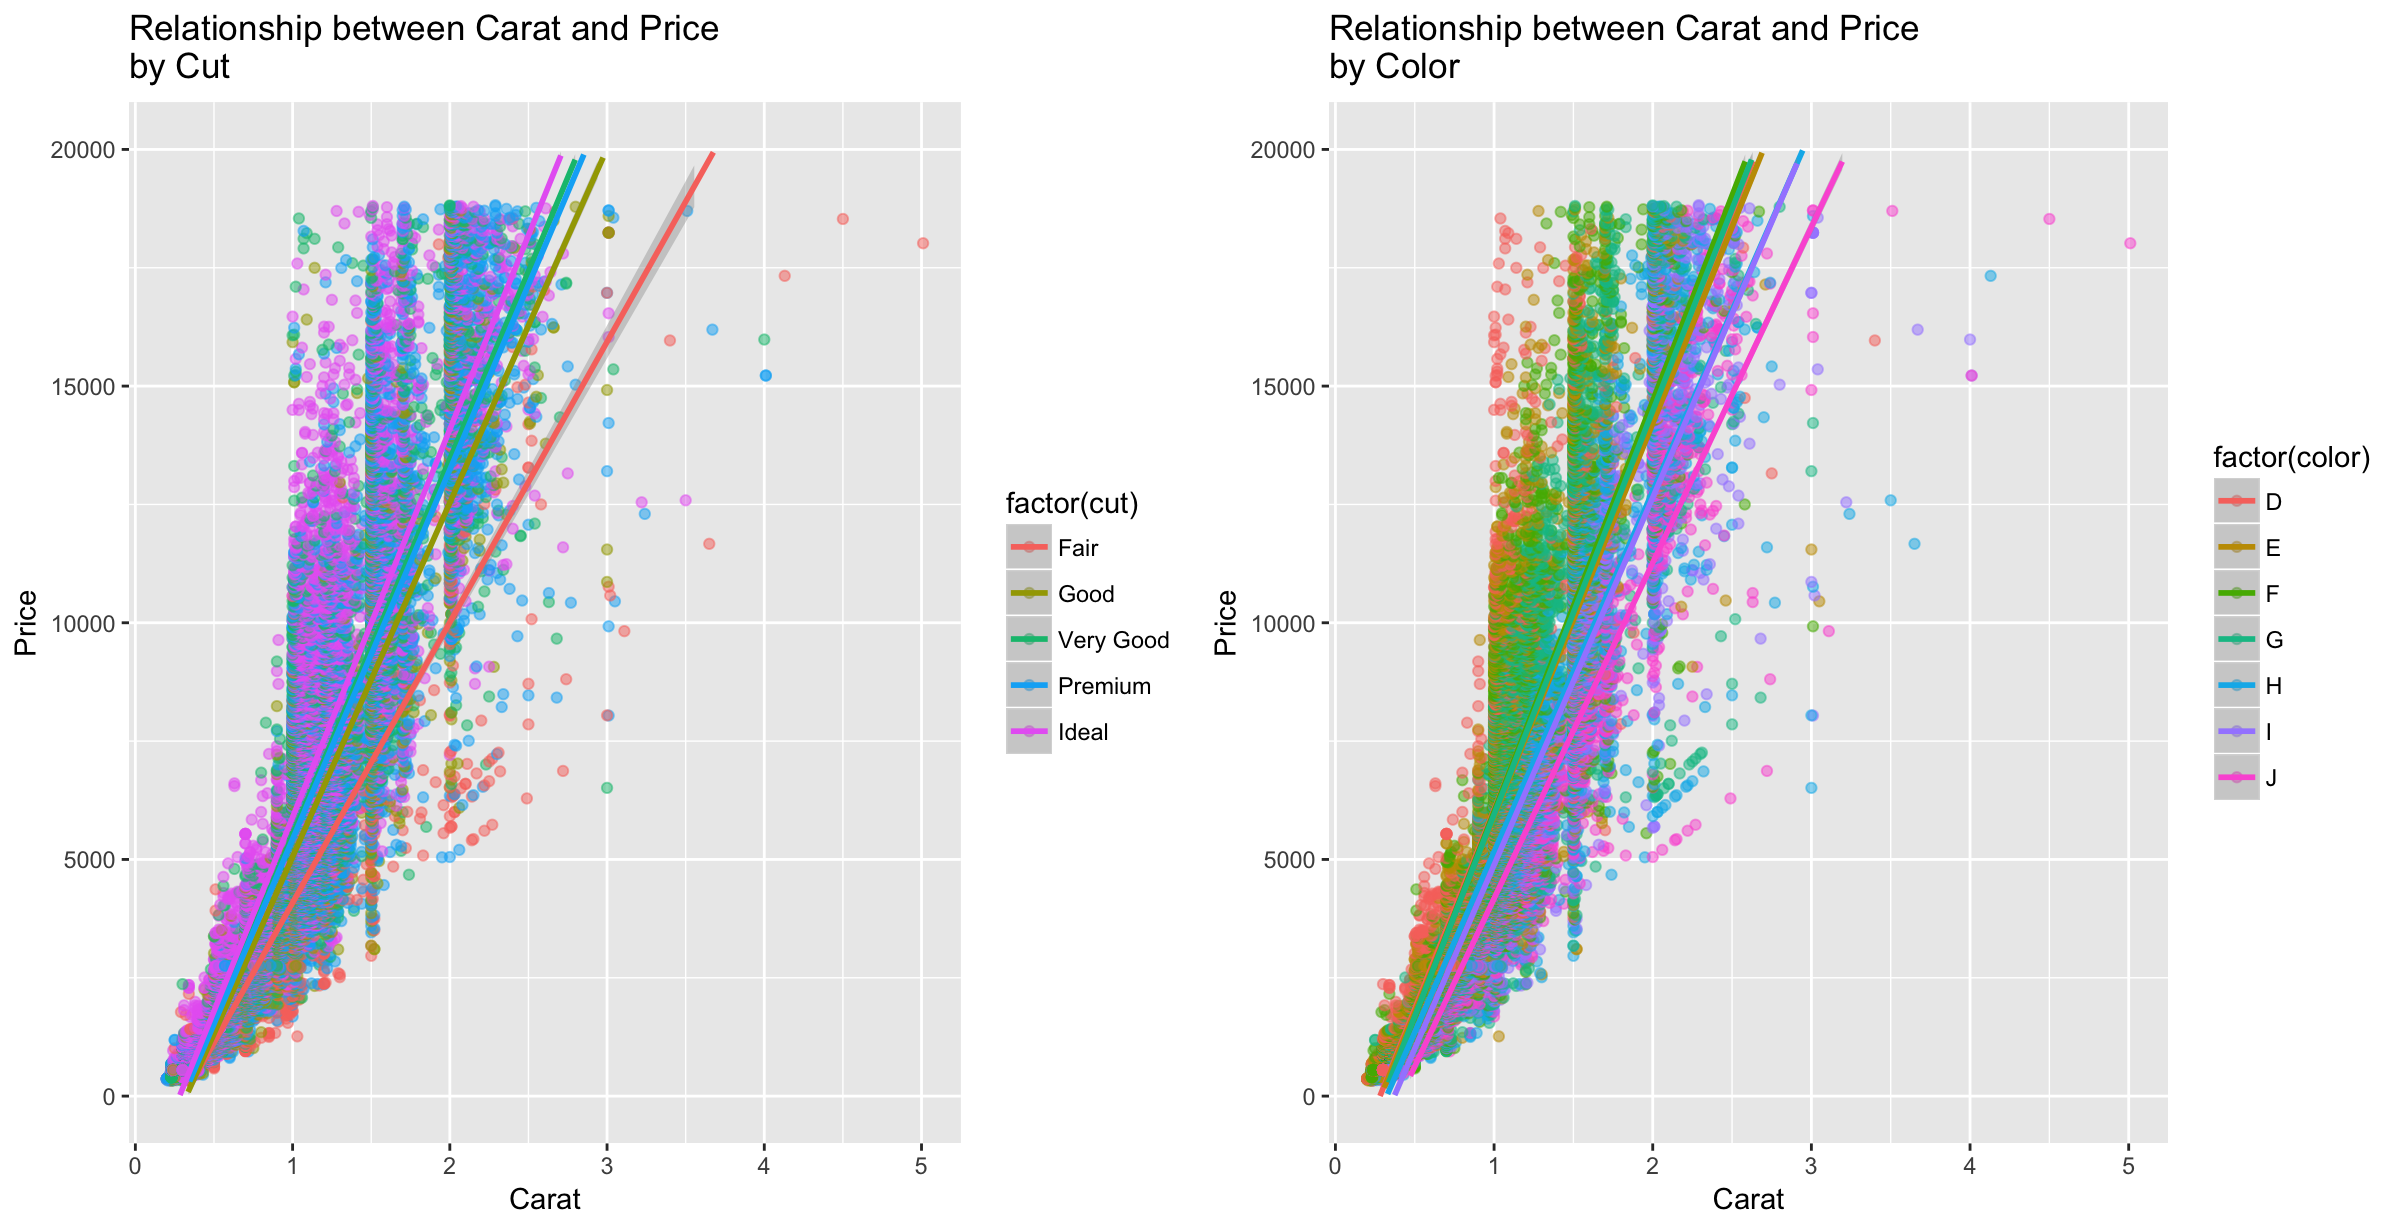 Relationship between Carat and Price
by Cut
20000
15000
10000
5000
0
Price
0 1 2 3 4 5
Carat
factor(cut)
Fair
Good
Very Good
Premium
Ideal
Relationship between Carat and Price
by Color
20000
15000
10000
5000
0
Price
0 1 2 3 4 5
Carat
factor(color)
D
E
F
G
H
I
J